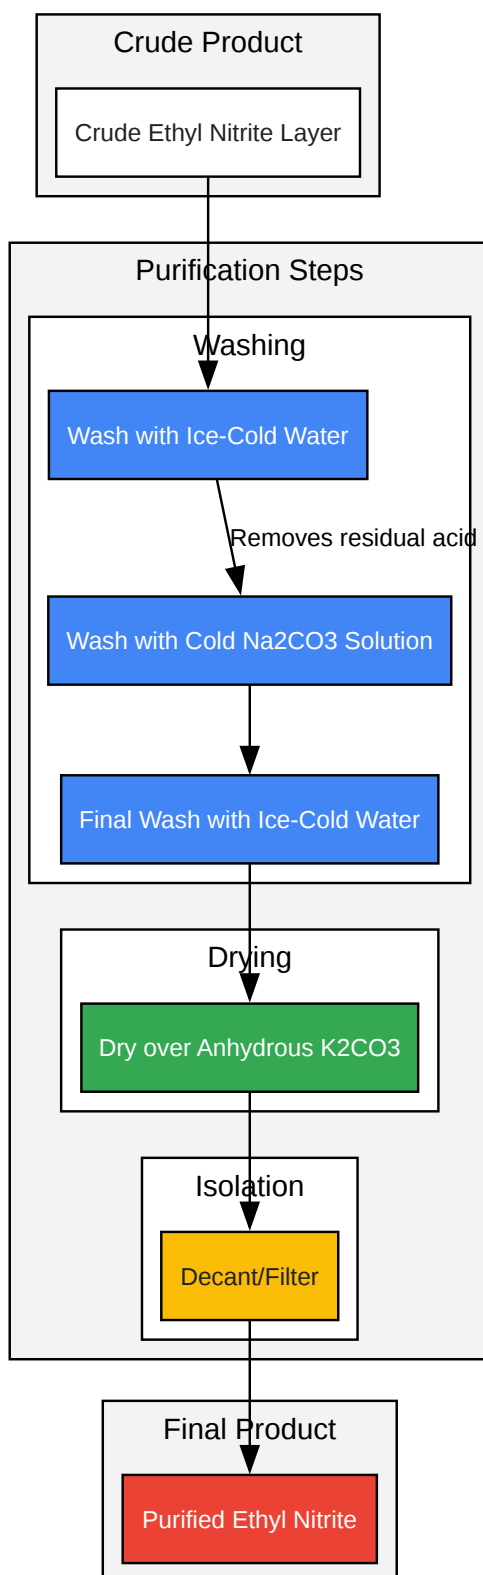 Crude Product
Crude Ethyl Nitrite Layer
Purification Steps
Washing
Wash with Ice-Cold Water
Removes residual acid
Wash with Cold Na2CO3 Solution
Final Wash with Ice-Cold Water
Drying
Dry over Anhydrous K2CO3
Isolation
Decant/Filter
Final Product
Purified Ethyl Nitrite